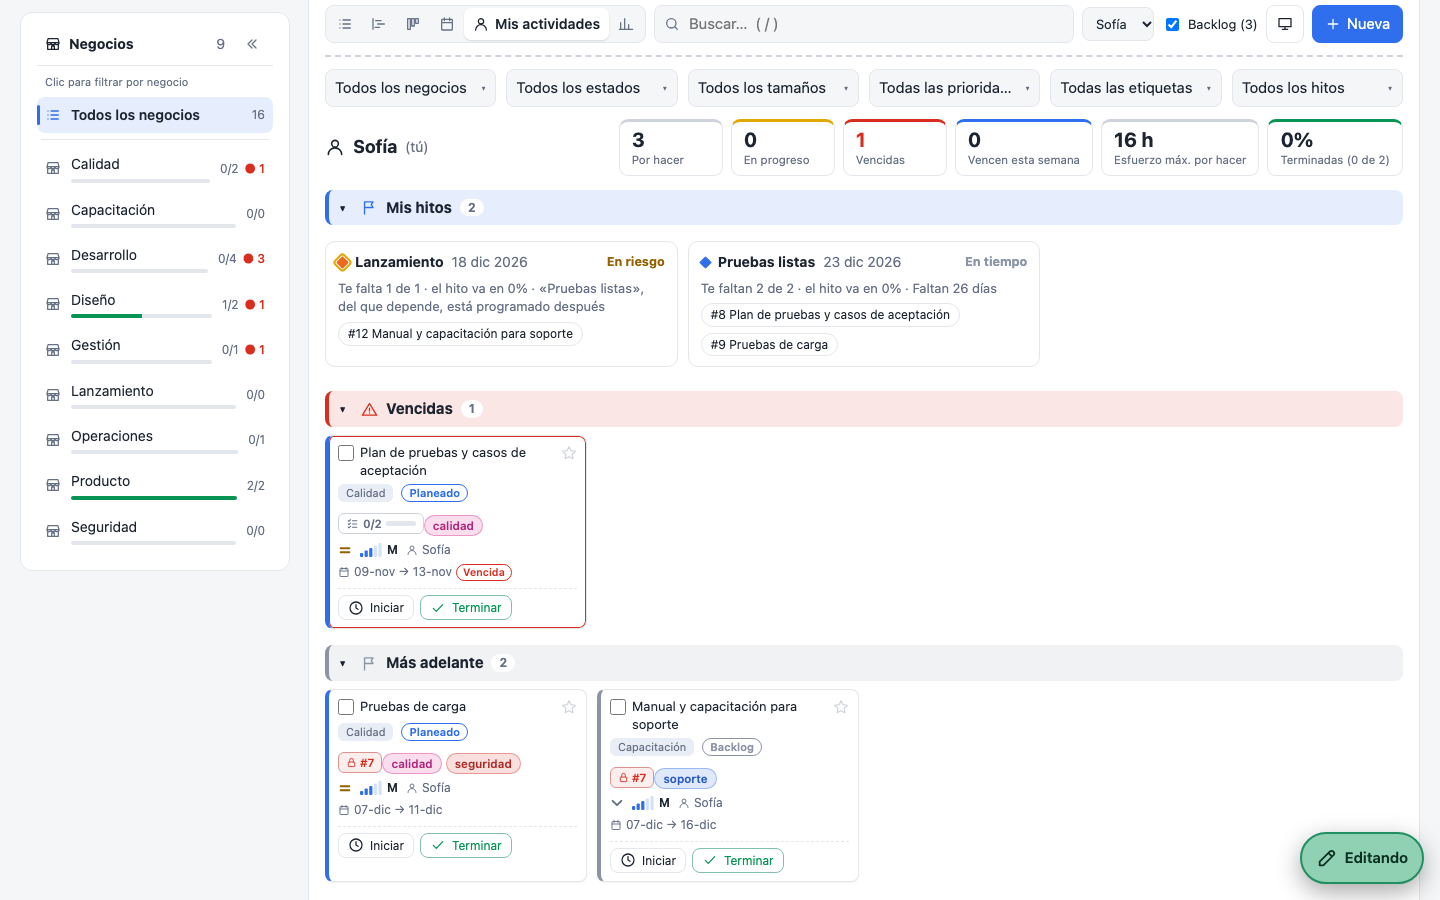 Negocios 9
Clic para filtrar por negocio
Todos los negocios 16
Calidad 0/2 1
Capacitación 0/0
Desarrollo 0/4 3
Diseño 1/2 1
Gestión 0/1 1
Lanzamiento 0/0
Operaciones 0/1
Producto 2/2
Seguridad 0/0
Mis actividades Buscar... ( / ) Sofía Backlog (3) Nueva
Todos los negocios Todos los estados Todos los tamaños Todas las priorida... Todas las etiquetas Todos los hitos
Sofía (tú)
3 Por hacer
0 En progreso
1 Vencidas
0 Vencen esta semana
16 h Esfuerzo máx. por hacer
0% Terminadas (0 de 2)
Mis hitos 2
Lanzamiento 18 dic 2026 En riesgo
Te falta 1 de 1 · el hito va en 0% · «Pruebas listas»,
del que depende, está programado después
#12 Manual y capacitación para soporte
Pruebas listas 23 dic 2026 En tiempo
Te faltan 2 de 2 · el hito va en 0% · Faltan 26 días
#8 Plan de pruebas y casos de aceptación
#9 Pruebas de carga
Vencidas 1
Plan de pruebas y casos de
aceptación
Calidad Planeado
0/2 calidad
M Sofía
09-nov → 13-nov Vencida
Iniciar Terminar
Más adelante 2
Pruebas de carga
Calidad Planeado
#7 calidad seguridad
M Sofía
07-dic → 11-dic
Iniciar Terminar
Manual y capacitación para
soporte
Capacitación Backlog
#7 soporte
M Sofía
07-dic → 16-dic
Iniciar Terminar
Editando